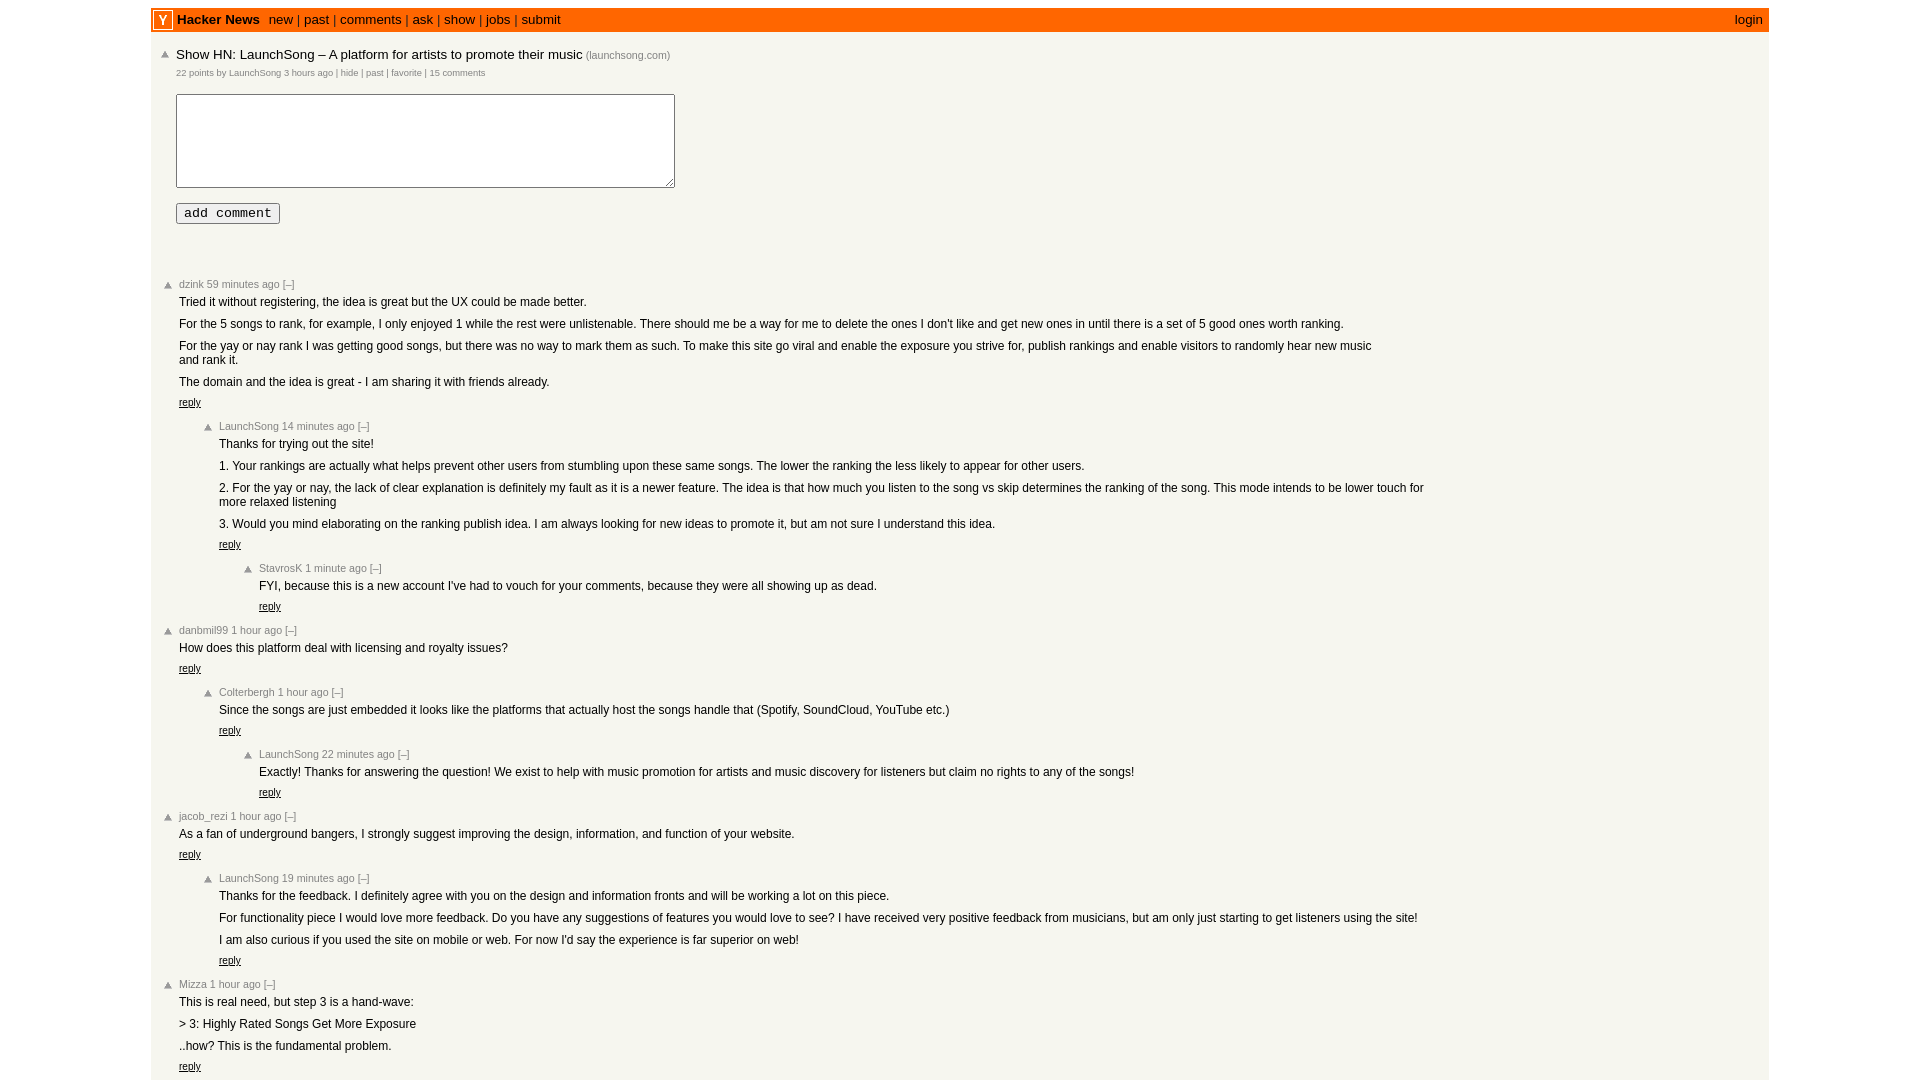 Y Hacker News new | past | comments | ask | show | jobs | submit login
Show HN: LaunchSong – A platform for artists to promote their music (launchsong.com)
22 points by LaunchSong 3 hours ago | hide | past | favorite | 15 comments
add comment
dzink 59 minutes ago [–]
Tried it without registering, the idea is great but the UX could be made better.
For the 5 songs to rank, for example, I only enjoyed 1 while the rest were unlistenable. There should me be a way for me to delete the ones I don't like and get new ones in until there is a set of 5 good ones worth ranking.
For the yay or nay rank I was getting good songs, but there was no way to mark them as such. To make this site go viral and enable the exposure you strive for, publish rankings and enable visitors to randomly hear new music
and rank it.
The domain and the idea is great - I am sharing it with friends already.
reply
LaunchSong 14 minutes ago [–]
Thanks for trying out the site!
1. Your rankings are actually what helps prevent other users from stumbling upon these same songs. The lower the ranking the less likely to appear for other users.
2. For the yay or nay, the lack of clear explanation is definitely my fault as it is a newer feature. The idea is that how much you listen to the song vs skip determines the ranking of the song. This mode intends to be lower touch for
more relaxed listening
3. Would you mind elaborating on the ranking publish idea. I am always looking for new ideas to promote it, but am not sure I understand this idea.
reply
StavrosK 1 minute ago [–]
FYI, because this is a new account I've had to vouch for your comments, because they were all showing up as dead.
reply
danbmil99 1 hour ago [–]
How does this platform deal with licensing and royalty issues?
reply
Colterbergh 1 hour ago [–]
Since the songs are just embedded it looks like the platforms that actually host the songs handle that (Spotify, SoundCloud, YouTube etc.)
reply
LaunchSong 22 minutes ago [–]
Exactly! Thanks for answering the question! We exist to help with music promotion for artists and music discovery for listeners but claim no rights to any of the songs!
reply
jacob_rezi 1 hour ago [–]
As a fan of underground bangers, I strongly suggest improving the design, information, and function of your website.
reply
LaunchSong 19 minutes ago [–]
Thanks for the feedback. I definitely agree with you on the design and information fronts and will be working a lot on this piece.
For functionality piece I would love more feedback. Do you have any suggestions of features you would love to see? I have received very positive feedback from musicians, but am only just starting to get listeners using the site!
I am also curious if you used the site on mobile or web. For now I'd say the experience is far superior on web!
reply
Mizza 1 hour ago [–]
This is real need, but step 3 is a hand-wave:
> 3: Highly Rated Songs Get More Exposure
..how? This is the fundamental problem.
reply